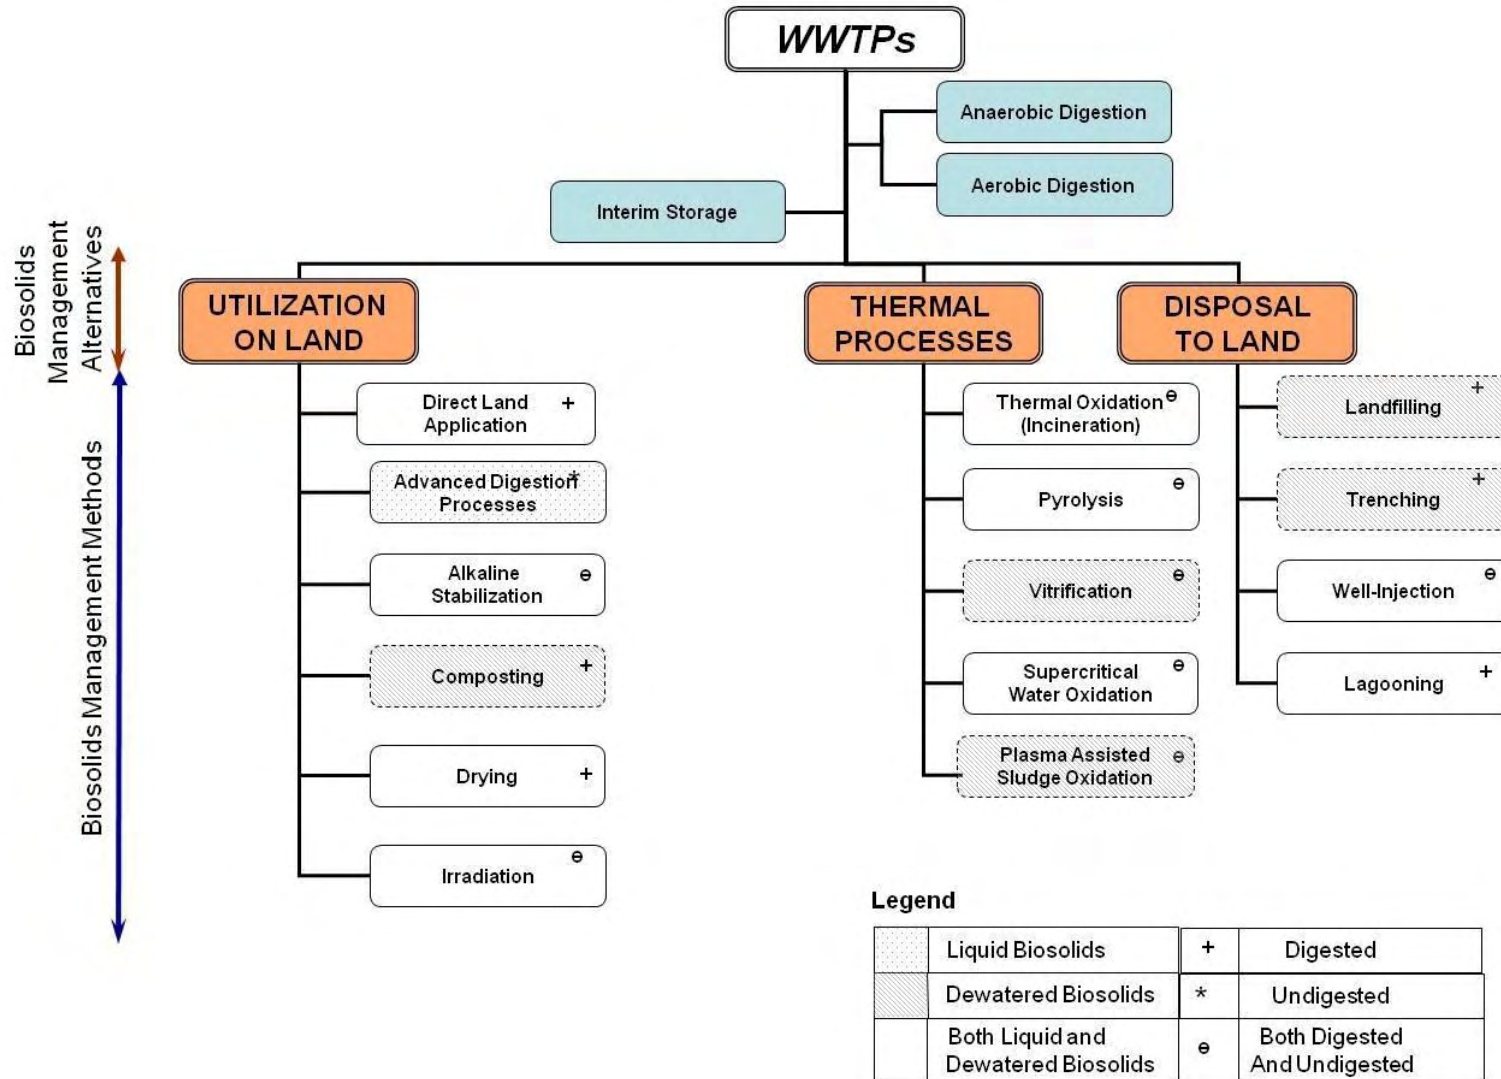 WWTPs
Anaerobic Digestion
Aerobic Digestion
Interim Storage
Biosolids
Management
Alternatives
UTILIZATION
ON LAND
THERMAL
PROCESSES
DISPOSAL
TO LAND
Biosolids Management Methods
Direct Land +
Application
Advanced Digestion *
Processes
Alkaline ⊖
Stabilization
Composting +
Drying +
Irradiation ⊖
Thermal Oxidation ⊖
(Incineration)
Pyrolysis ⊖
Vitrification ⊖
Supercritical ⊖
Water Oxidation
Plasma Assisted ⊖
Sludge Oxidation
Landfilling +
Trenching +
Well-Injection ⊖
Lagooning +
Legend
Liquid Biosolids + Digested
Dewatered Biosolids * Undigested
Both Liquid and
Dewatered Biosolids
⊖ Both Digested
And Undigested